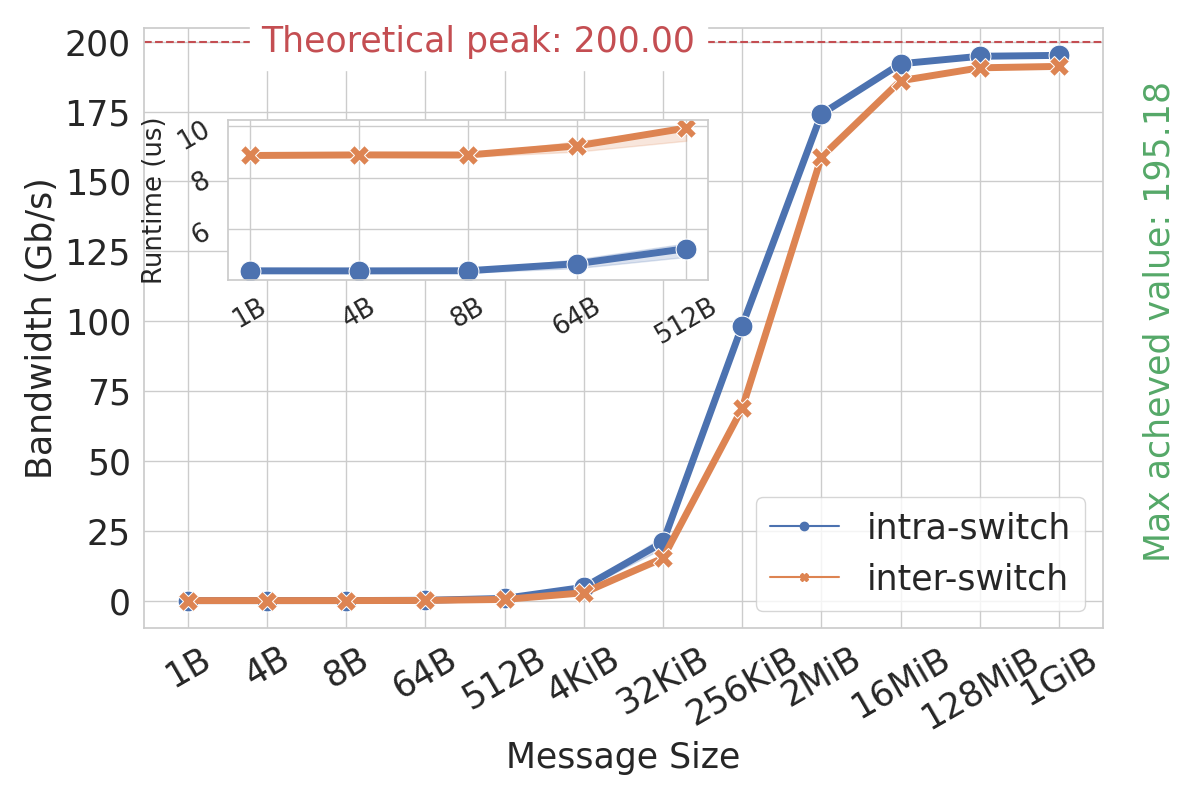 Theoretical peak: 200.00
200
175
150
125
100
75
50
25
0
Bandwidth (Gb/s)
Runtime (us)
10
8
6
1B
4B
8B
64B
512B
intra-switch
inter-switch
1B
4B
8B
64B
512B
4KiB
32KiB
256KiB
2MiB
16MiB
128MiB
1GiB
Message Size
Max acheved value: 195.18